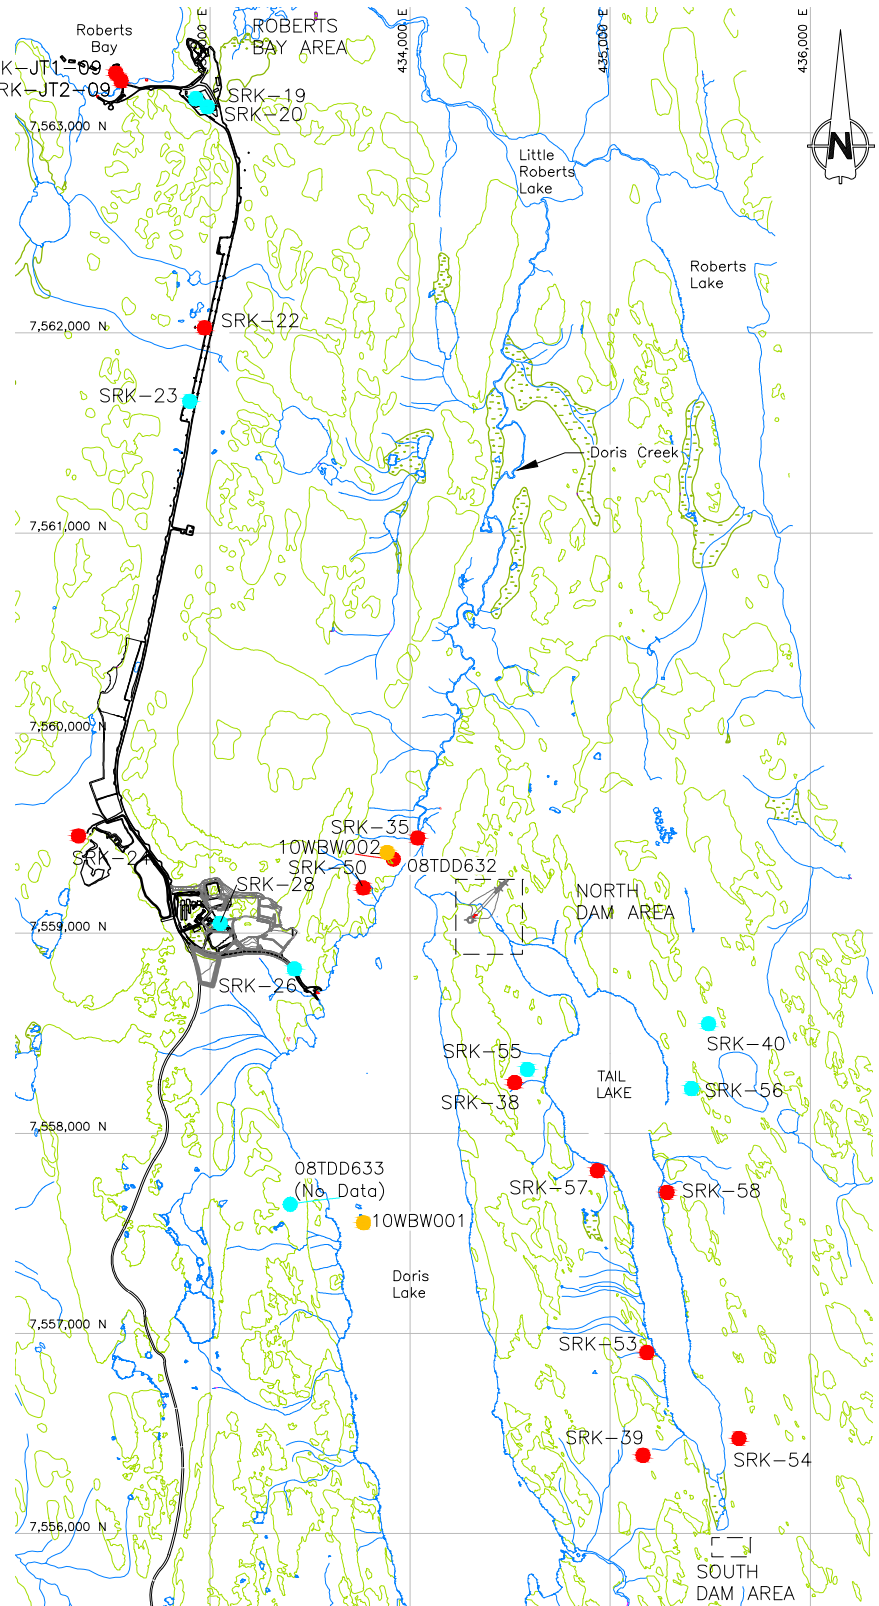 Roberts
Bay
ROBERTS
BAY AREA
0 E
434,000 E
435,000 E
436,000 E
K-JT1-09
RK-JT2-09
SRK-19
SRK-20
7,563,000 N
N
Little
Roberts
Lake
Roberts
Lake
SRK-22
7,562,000 N
SRK-23
Doris Creek
7,561,000 N
7,560,000 N
SRK-35
10WBW002
SRK-50
08TDD632
SRK-24
SRK-28
NORTH
DAM AREA
7,559,000 N
SRK-26
SRK-40
SRK-55
TAIL
LAKE
SRK-56
SRK-38
7,558,000 N
08TDD633
(No Data)
SRK-57
SRK-58
10WBW001
Doris
Lake
7,557,000 N
SRK-53
SRK-39
SRK-54
7,556,000 N
SOUTH
DAM AREA